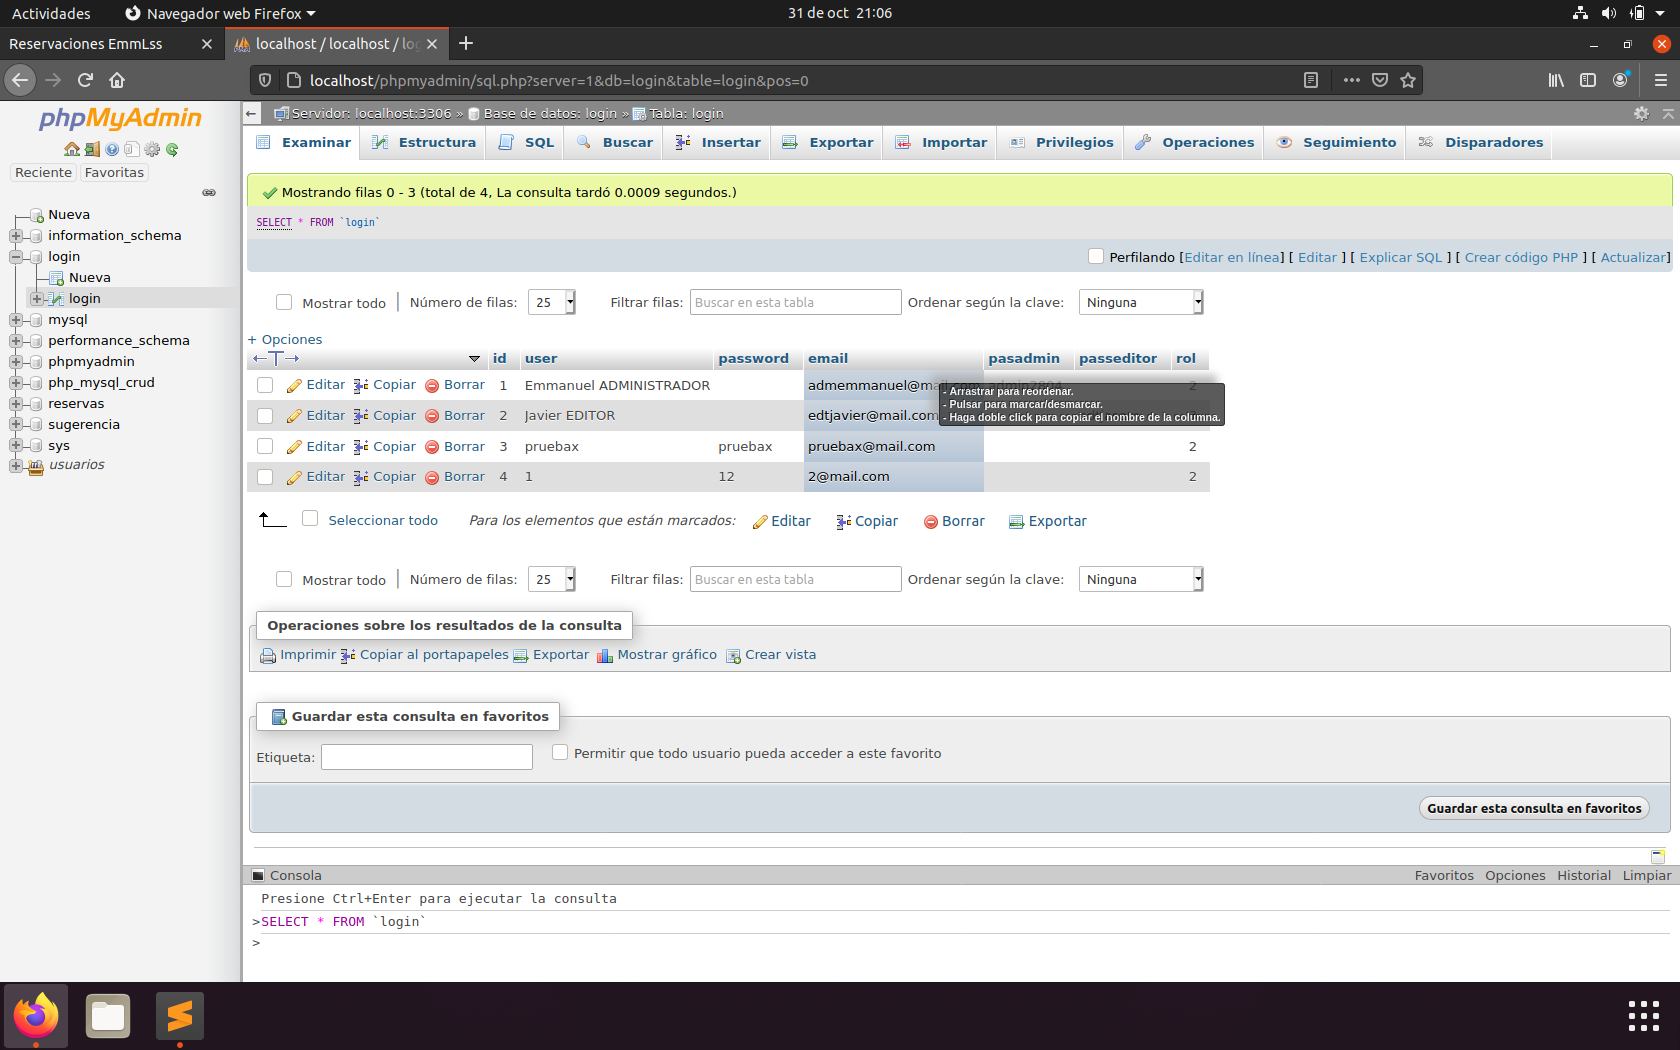 Actividades Navegador web Firefox 31 de oct 21:06
Reservaciones EmmLss localhost / localhost / log
localhost/phpmyadmin/sql.php?server=1&db=login&table=login&pos=0
phpMyAdmin
Reciente Favoritas
Nueva
information_schema
login
Nueva
login
mysql
performance_schema
phpmyadmin
php_mysql_crud
reservas
sugerencia
sys
usuarios
Servidor: localhost:3306 » Base de datos: login » Tabla: login
Examinar Estructura SQL Buscar Insertar Exportar Importar Privilegios Operaciones Seguimiento Disparadores
Mostrando filas 0 - 3 (total de 4, La consulta tardó 0.0009 segundos.)
SELECT * FROM `login`
Perfilando [Editar en línea] [ Editar ] [ Explicar SQL ] [ Crear código PHP ] [ Actualizar]
Mostrar todo Número de filas: 25 Filtrar filas: Buscar en esta tabla Ordenar según la clave: Ninguna
+ Opciones
id user password email pasadmin passeditor rol
Editar Copiar Borrar 1 Emmanuel ADMINISTRADOR admemmanuel@mail.com 2
Editar Copiar Borrar 2 Javier EDITOR edtjavier@mail.com
- Arrastrar para reordenar.
- Pulsar para marcar/desmarcar.
- Haga doble click para copiar el nombre de la columna.
Editar Copiar Borrar 3 pruebax pruebax pruebax@mail.com 2
Editar Copiar Borrar 4 1 12 2@mail.com 2
Seleccionar todo Para los elementos que están marcados: Editar Copiar Borrar Exportar
Mostrar todo Número de filas: 25 Filtrar filas: Buscar en esta tabla Ordenar según la clave: Ninguna
Operaciones sobre los resultados de la consulta
Imprimir Copiar al portapapeles Exportar Mostrar gráfico Crear vista
Guardar esta consulta en favoritos
Etiqueta: Permitir que todo usuario pueda acceder a este favorito
Guardar esta consulta en favoritos
Consola Favoritos Opciones Historial Limpiar
Presione Ctrl+Enter para ejecutar la consulta
>SELECT * FROM `login`
>